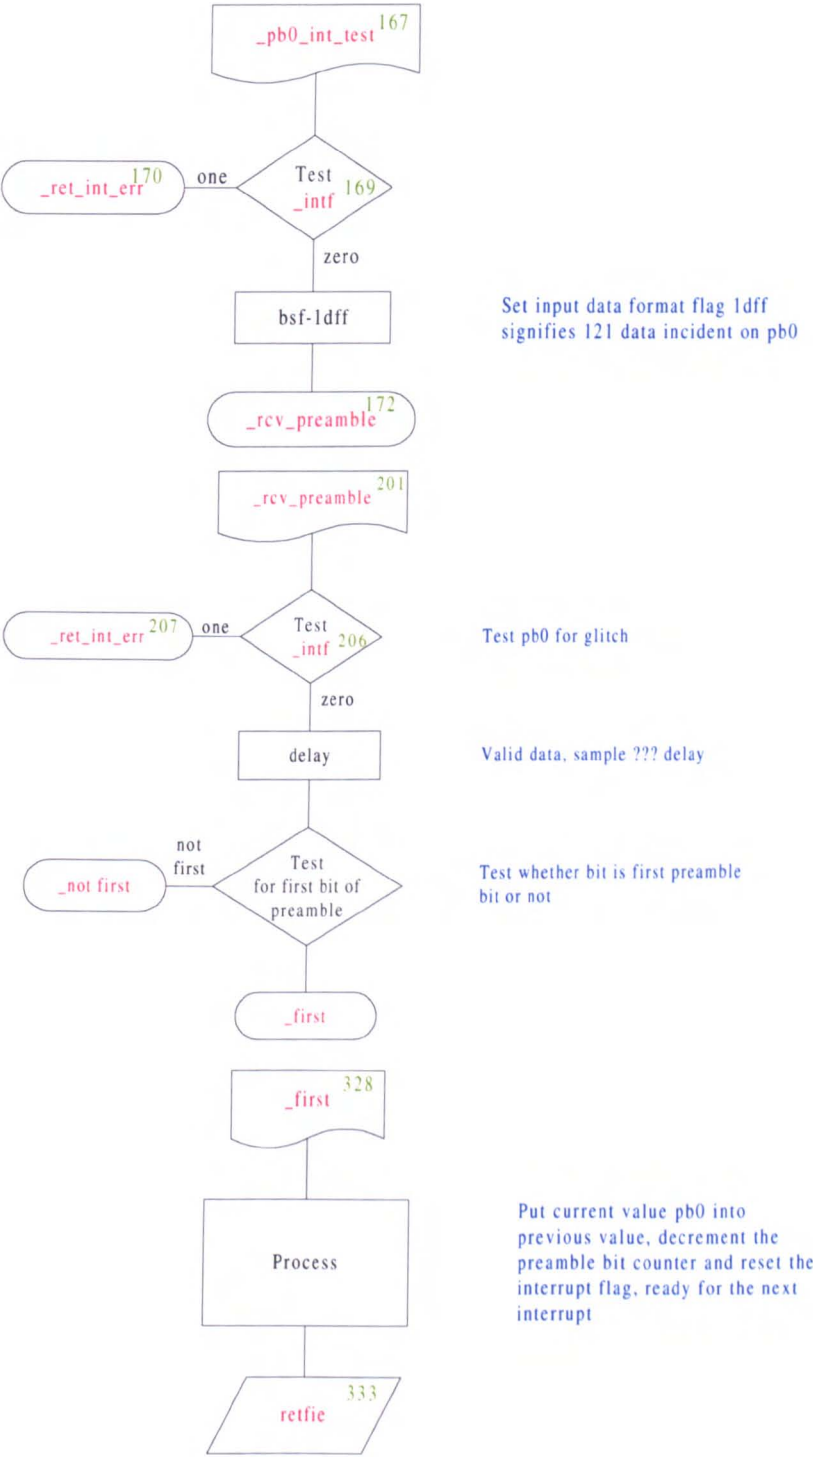 _pb0_int_test 167
_ret_int_err 170
one
Test
_intf 169
zero
bsf-1dff
Set input data format flag 1dff
signifies 121 data incident on pb0
_rcv_preamble 172
_rcv_preamble 201
_ret_int_err 207
one
Test
_intf 206
Test pb0 for glitch
zero
delay
Valid data, sample ??? delay
not
first
_not first
Test
for first bit of
preamble
Test whether bit is first preamble
bit or not
_first
_first 328
Process
Put current value pb0 into
previous value, decrement the
preamble bit counter and reset the
interrupt flag, ready for the next
interrupt
retfie 333